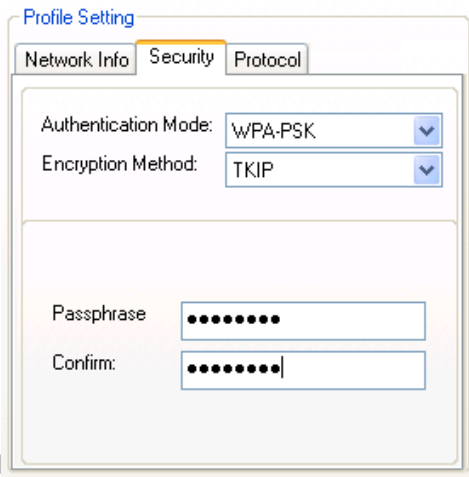 Profile Setting
Network Info Security Protocol
Authentication Mode: WPA-PSK
Encryption Method: TKIP
Passphrase ●●●●●●●●
Confirm: ●●●●●●●●